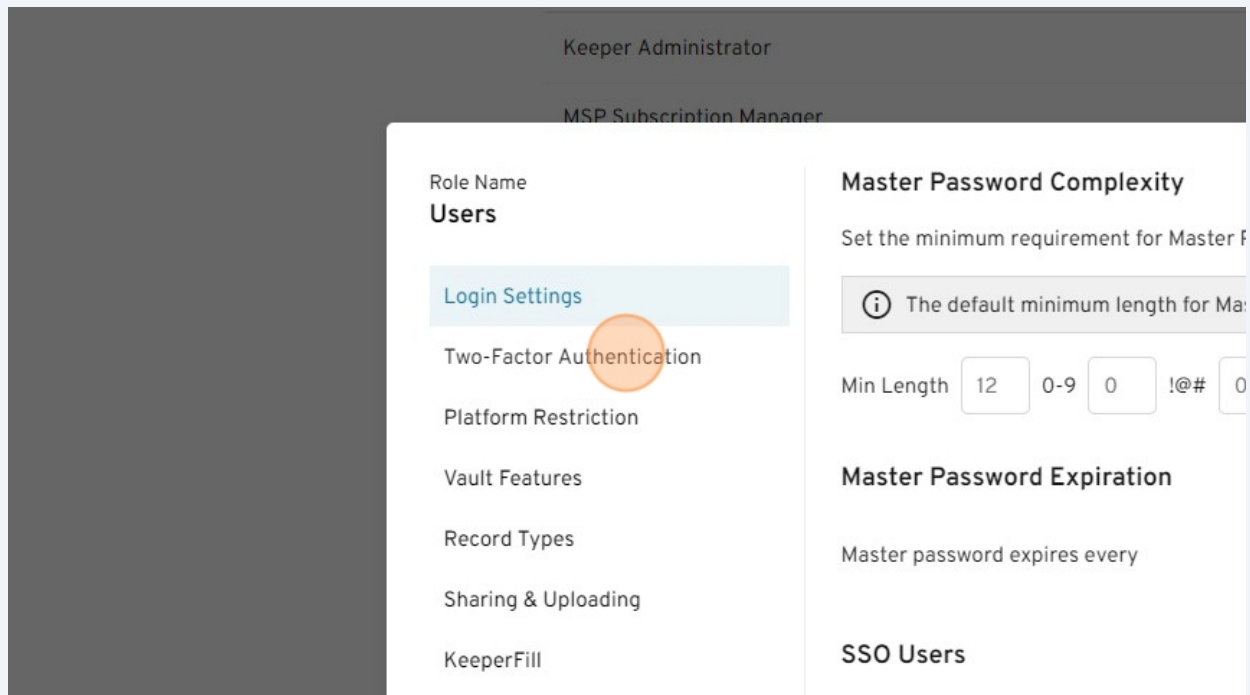 Keeper Administrator
MSP Subscription Manager
Role Name
Users
Login Settings
Two-Factor Authentication
Platform Restriction
Vault Features
Record Types
Sharing & Uploading
KeeperFill
Master Password Complexity
Set the minimum requirement for Master
The default minimum length for
Min Length 12 0-9 0 !@# 0
Master Password Expiration
Master password expires every
SSO Users